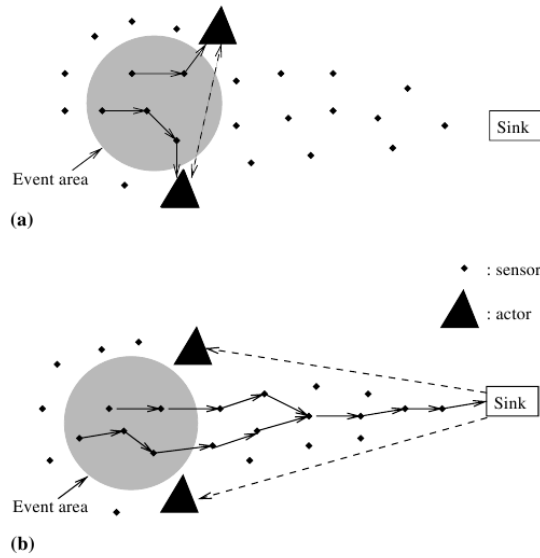 Sink
Event area
(a)
: sensor
: actor
Sink
Event area
(b)